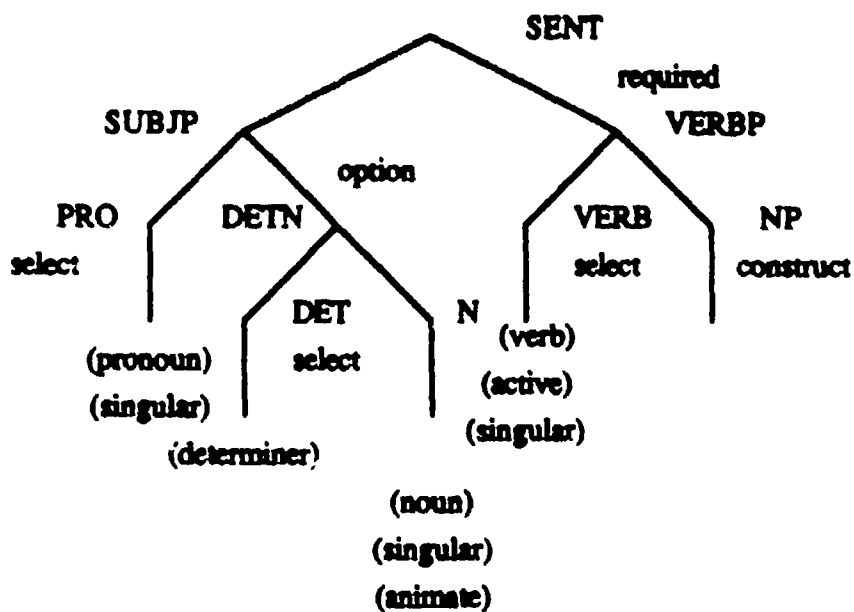 SENT
required
SUBJP
VERBP
option
PRO
DETN
VERB
NP
select
select
construct
DET
N
(verb)
(pronoun)
select
(active)
(singular)
(singular)
(determiner)
(noun)
(singular)
(animate)